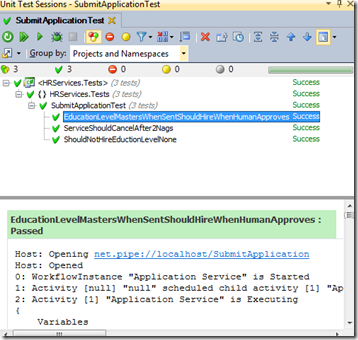 Unit Test Sessions - SubmitApplicationTest
SubmitApplicationTest
Group by: Projects and Namespaces
3 3 0 0 0
<HRServices.Tests> (3 tests) Success
{ } HRServices.Tests (3 tests) Success
SubmitApplicationTest (3 tests) Success
EducationLevelMastersWhenSentShouldHireWhenHumanApproves Success
ServiceShouldCancelAfter2Nags Success
ShouldNotHireEductionLevelNone Success
EducationLevelMastersWhenSentShouldHireWhenHumanApproves :
Passed
Host: Opening net.pipe://localhost/SubmitApplication
Host: Opened
0: WorkflowInstance "Application Service" is Started
1: Activity [null] "null" scheduled child activity [1] "Ap
2: Activity [1] "Application Service" is Executing
{
Variables